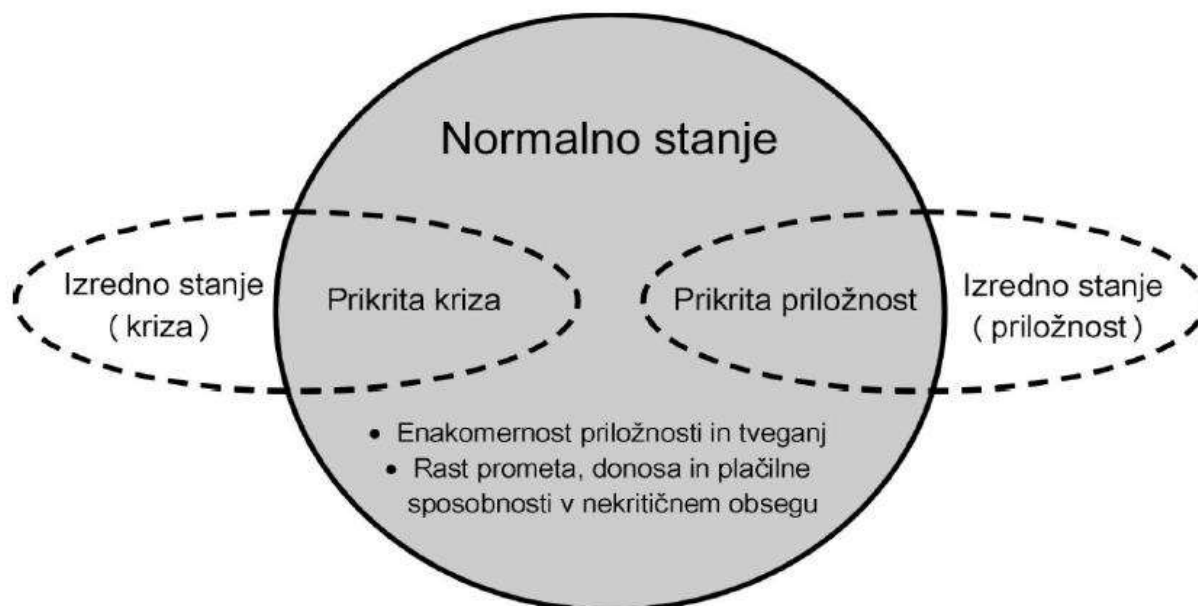 Normalno stanje
Izredno stanje
( kriza )
Prikrita kriza
Prikrita priložnost
Izredno stanje
( priložnost )
• Enakomernost priložnosti in tveganj
• Rast prometa, donosa in plačilne
sposobnosti v nekritičnem obsegu